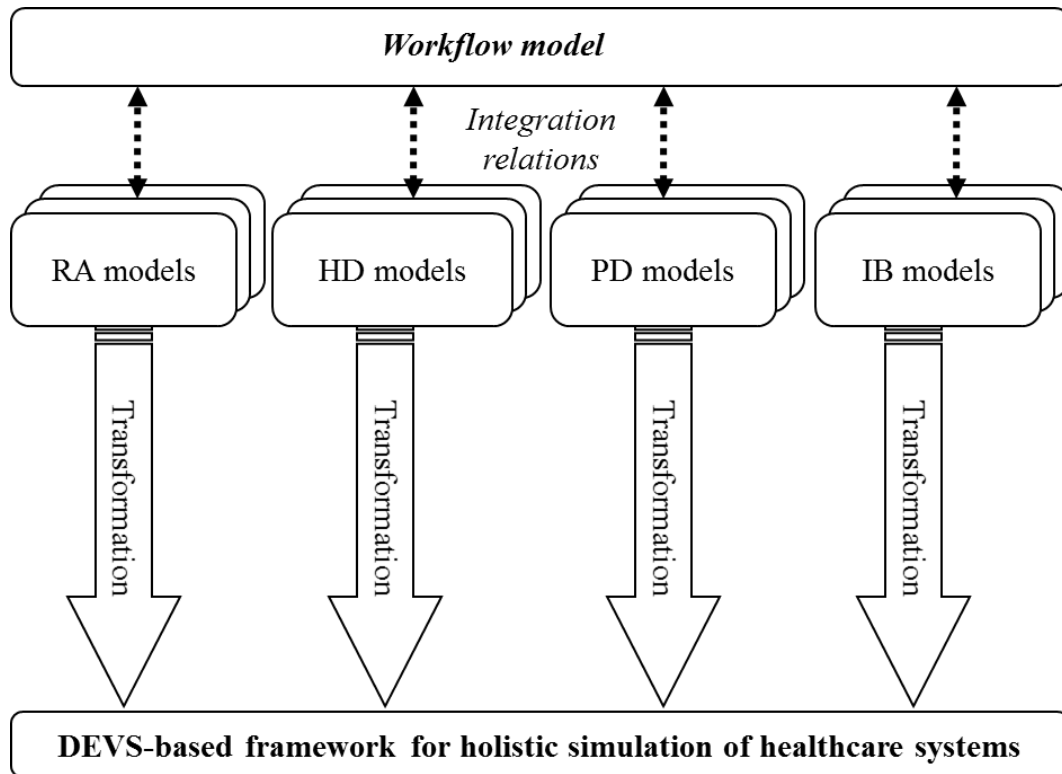 Workflow model
Integration
relations
RA models
HD models
PD models
IB models
Transformation
Transformation
Transformation
Transformation
DEVS-based framework for holistic simulation of healthcare systems